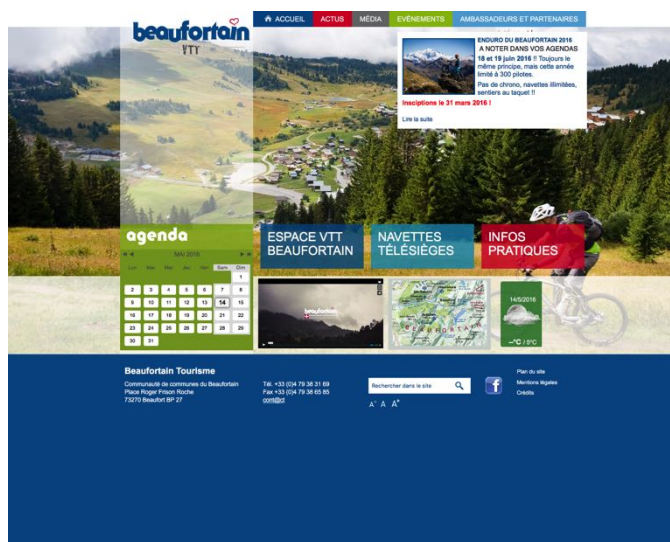 beaufortain
VTT
ACCUEIL
ACTUS
MÉDIA
EVÉNEMENTS
AMBASSADEURS ET PARTENAIRES
ENDURO DU BEAUFORTAIN 2016
A NOTER DANS VOS AGENDAS
18 et 19 juin 2016 !! Toujours le
même principe, mais cette année
limité à 300 pilotes.
Pas de chrono, navettes illimitées,
sentiers au taquet !!
Inscriptions le 31 mars 2016 !
Lire la suite
agenda
MAI 2016
Lun Mar Mer Jeu Ven Sam Dim
1
2 3 4 5 6 7 8
9 10 11 12 13 14 15
16 17 18 19 20 21 22
23 24 25 26 27 28 29
30 31
ESPACE VTT
BEAUFORTAIN
NAVETTES
TÉLÉSIÈGES
INFOS
PRATIQUES
beaufortain
BEAUFORTAIN
14/5/2016
--°C / 5°C
Beaufortain Tourisme
Communauté de communes du Beaufortain
Place Roger Frison Roche
73270 Beaufort BP 27
Tél. +33 (0)4 79 38 31 69
Fax +33 (0)4 79 38 65 85
cont@ct
Rechercher dans le site
A- A A+
f
Plan du site
Mentions légales
Crédits